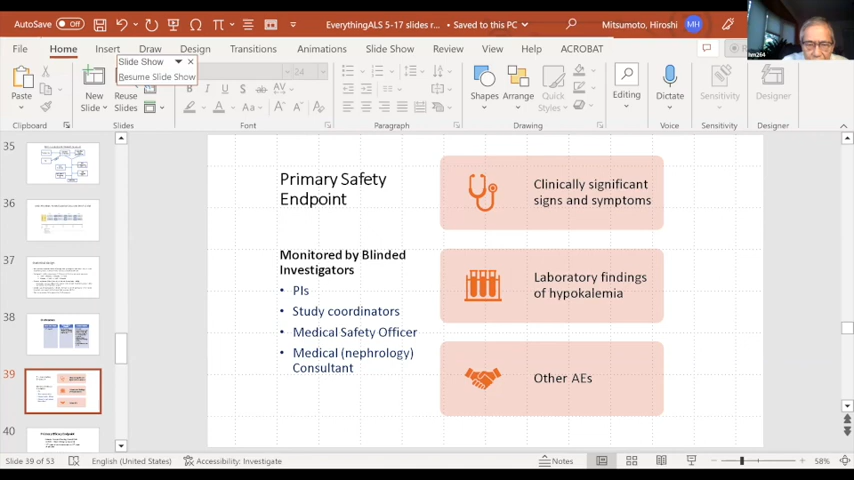 AutoSave Off EverythingALS 5-17 slides r... • Saved to this PC Mitsumoto, Hiroshi MH
File Home Insert Draw Design Transitions Animations Slide Show Review View Help ACROBAT
Slide Show
Resume Slide Show
hm264
24
Paste New Slide Reuse Slides Shapes Arrange Quick Styles Editing Dictate Sensitivity Designer
Clipboard Slides Font Paragraph Drawing Voice Sensitivity Designer
35
36
37
38
39
40
Primary Safety
Endpoint
Monitored by Blinded
Investigators
• PIs
• Study coordinators
• Medical Safety Officer
• Medical (nephrology)
Consultant
Clinically significant
signs and symptoms
Laboratory findings
of hypokalemia
Other AEs
Slide 39 of 53 English (United States) Accessibility: Investigate Notes 58%